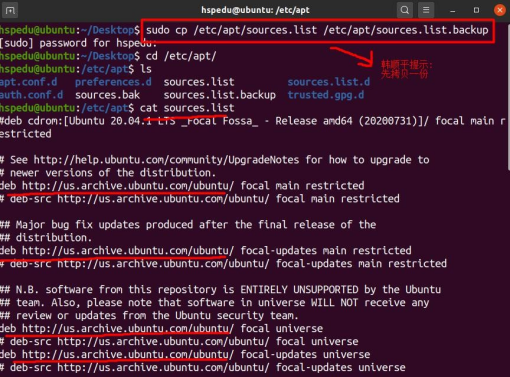 hspedu@ubuntu: /etc/apt
hspedu@ubuntu:~/Desktop$ sudo cp /etc/apt/sources.list /etc/apt/sources.list.backup
[sudo] password for hspedu:
hspedu@ubuntu:~/Desktop$ cd /etc/apt/
韩顺平提示:
先拷贝一份
hspedu@ubuntu:/etc/apt$ ls
apt.conf.d preferences.d sources.list sources.list.d
auth.conf.d sources.bak sources.list.backup trusted.gpg.d
hspedu@ubuntu:/etc/apt$ cat sources.list
#deb cdrom:[Ubuntu 20.04.1 LTS _Focal Fossa_ - Release amd64 (20200731)]/ focal main r
estricted

# See http://help.ubuntu.com/community/UpgradeNotes for how to upgrade to
# newer versions of the distribution.
deb http://us.archive.ubuntu.com/ubuntu/ focal main restricted
# deb-src http://us.archive.ubuntu.com/ubuntu/ focal main restricted

## Major bug fix updates produced after the final release of the
## distribution.
deb http://us.archive.ubuntu.com/ubuntu/ focal-updates main restricted
# deb-src http://us.archive.ubuntu.com/ubuntu/ focal-updates main restricted

## N.B. software from this repository is ENTIRELY UNSUPPORTED by the Ubuntu
## team. Also, please note that software in universe WILL NOT receive any
## review or updates from the Ubuntu security team.
deb http://us.archive.ubuntu.com/ubuntu/ focal universe
# deb-src http://us.archive.ubuntu.com/ubuntu/ focal universe
deb http://us.archive.ubuntu.com/ubuntu/ focal-updates universe
# deb-src http://us.archive.ubuntu.com/ubuntu/ focal-updates universe